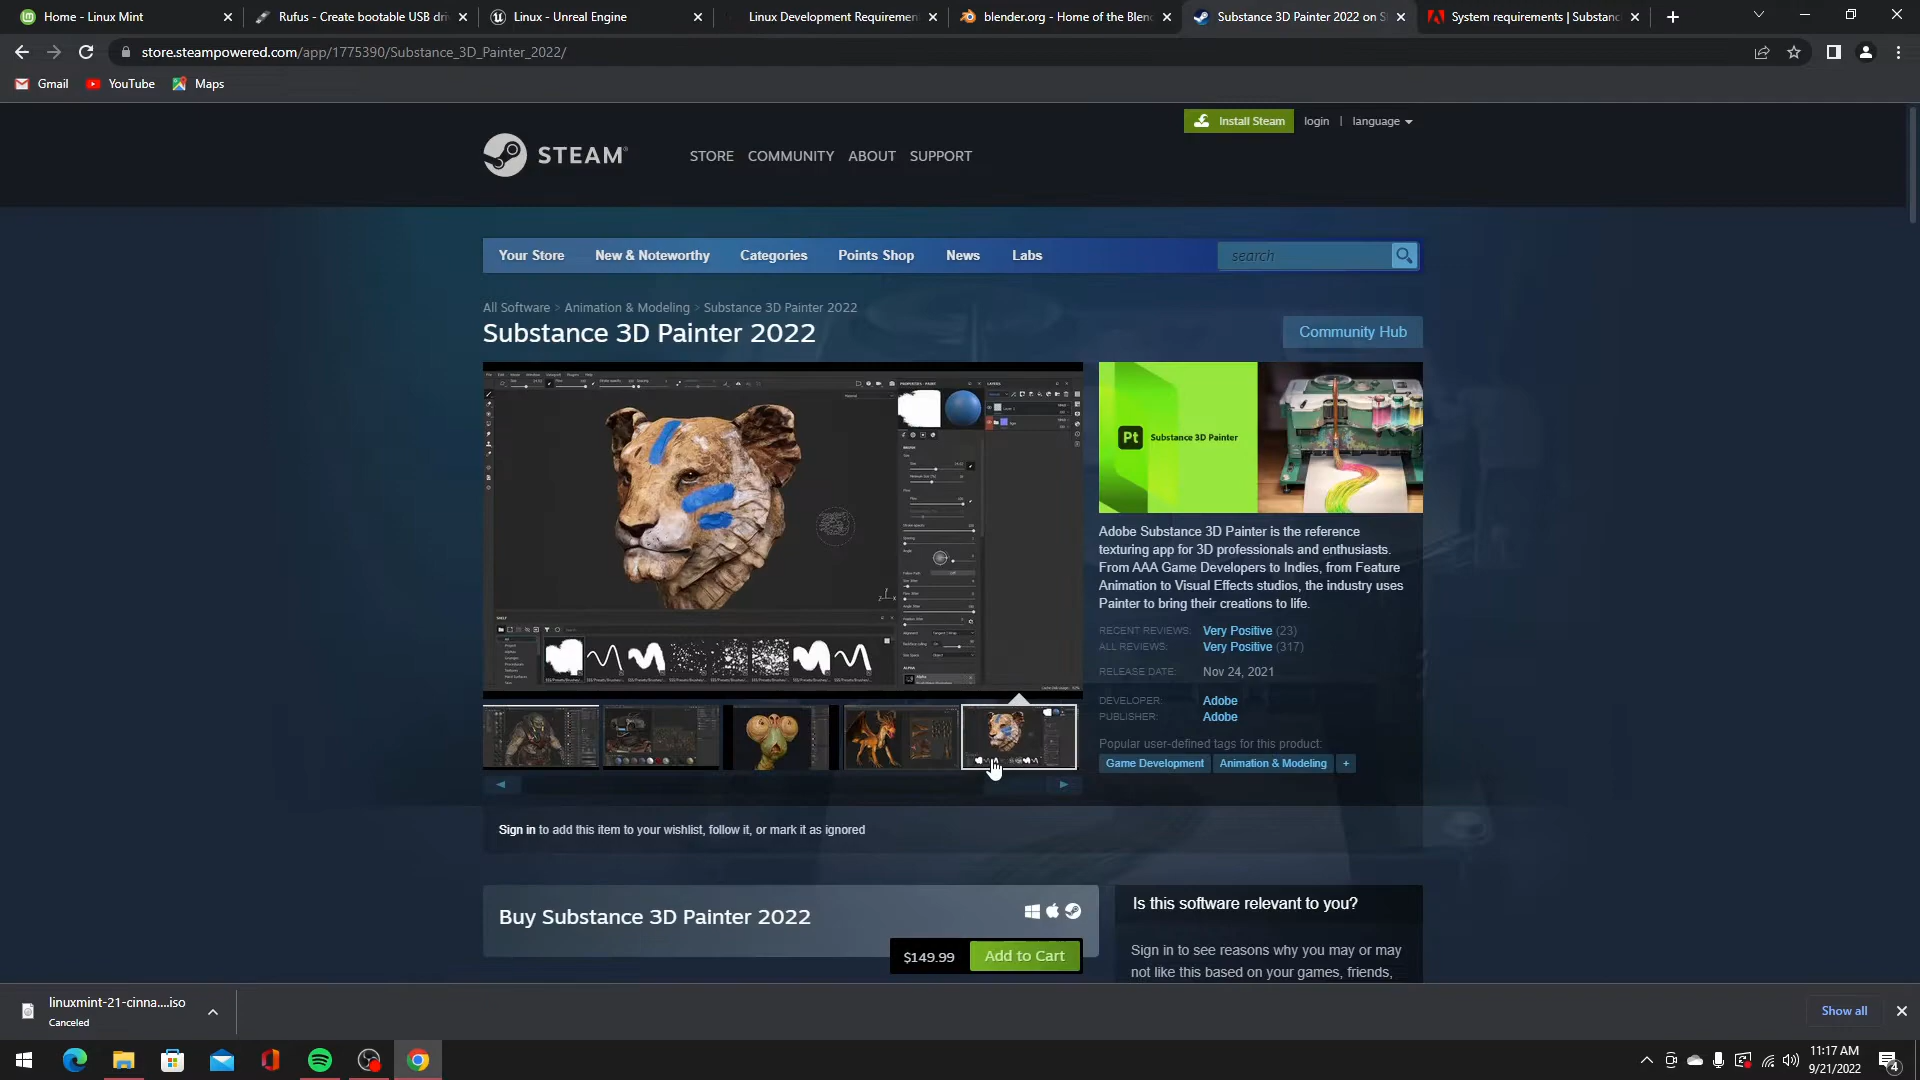 Home - Linux Mint
Rufus - Create bootable USB driv
Linux - Unreal Engine
Linux Development Requiremen
blender.org - Home of the Blend
Substance 3D Painter 2022 on S
System requirements | Substanc
store.steampowered.com/app/1775390/Substance_3D_Painter_2022/
Gmail
YouTube
Maps
Install Steam
login | language
STEAM®
STORE COMMUNITY ABOUT SUPPORT
Your Store New & Noteworthy Categories Points Shop News Labs
search
All Software > Animation & Modeling > Substance 3D Painter 2022
Substance 3D Painter 2022
Community Hub
Pt Substance 3D Painter
Adobe Substance 3D Painter is the reference
texturing app for 3D professionals and enthusiasts.
From AAA Game Developers to Indies, from Feature
Animation to Visual Effects studios, the industry uses
Painter to bring their creations to life.
RECENT REVIEWS: Very Positive (23)
ALL REVIEWS: Very Positive (317)
RELEASE DATE: Nov 24, 2021
DEVELOPER: Adobe
PUBLISHER: Adobe
Popular user-defined tags for this product:
Game Development Animation & Modeling +
Sign in to add this item to your wishlist, follow it, or mark it as ignored
Buy Substance 3D Painter 2022
$149.99 Add to Cart
Is this software relevant to you?
Sign in to see reasons why you may or may
not like this based on your games, friends,
linuxmint-21-cinna....iso
Canceled
Show all
11:17 AM
9/21/2022
4